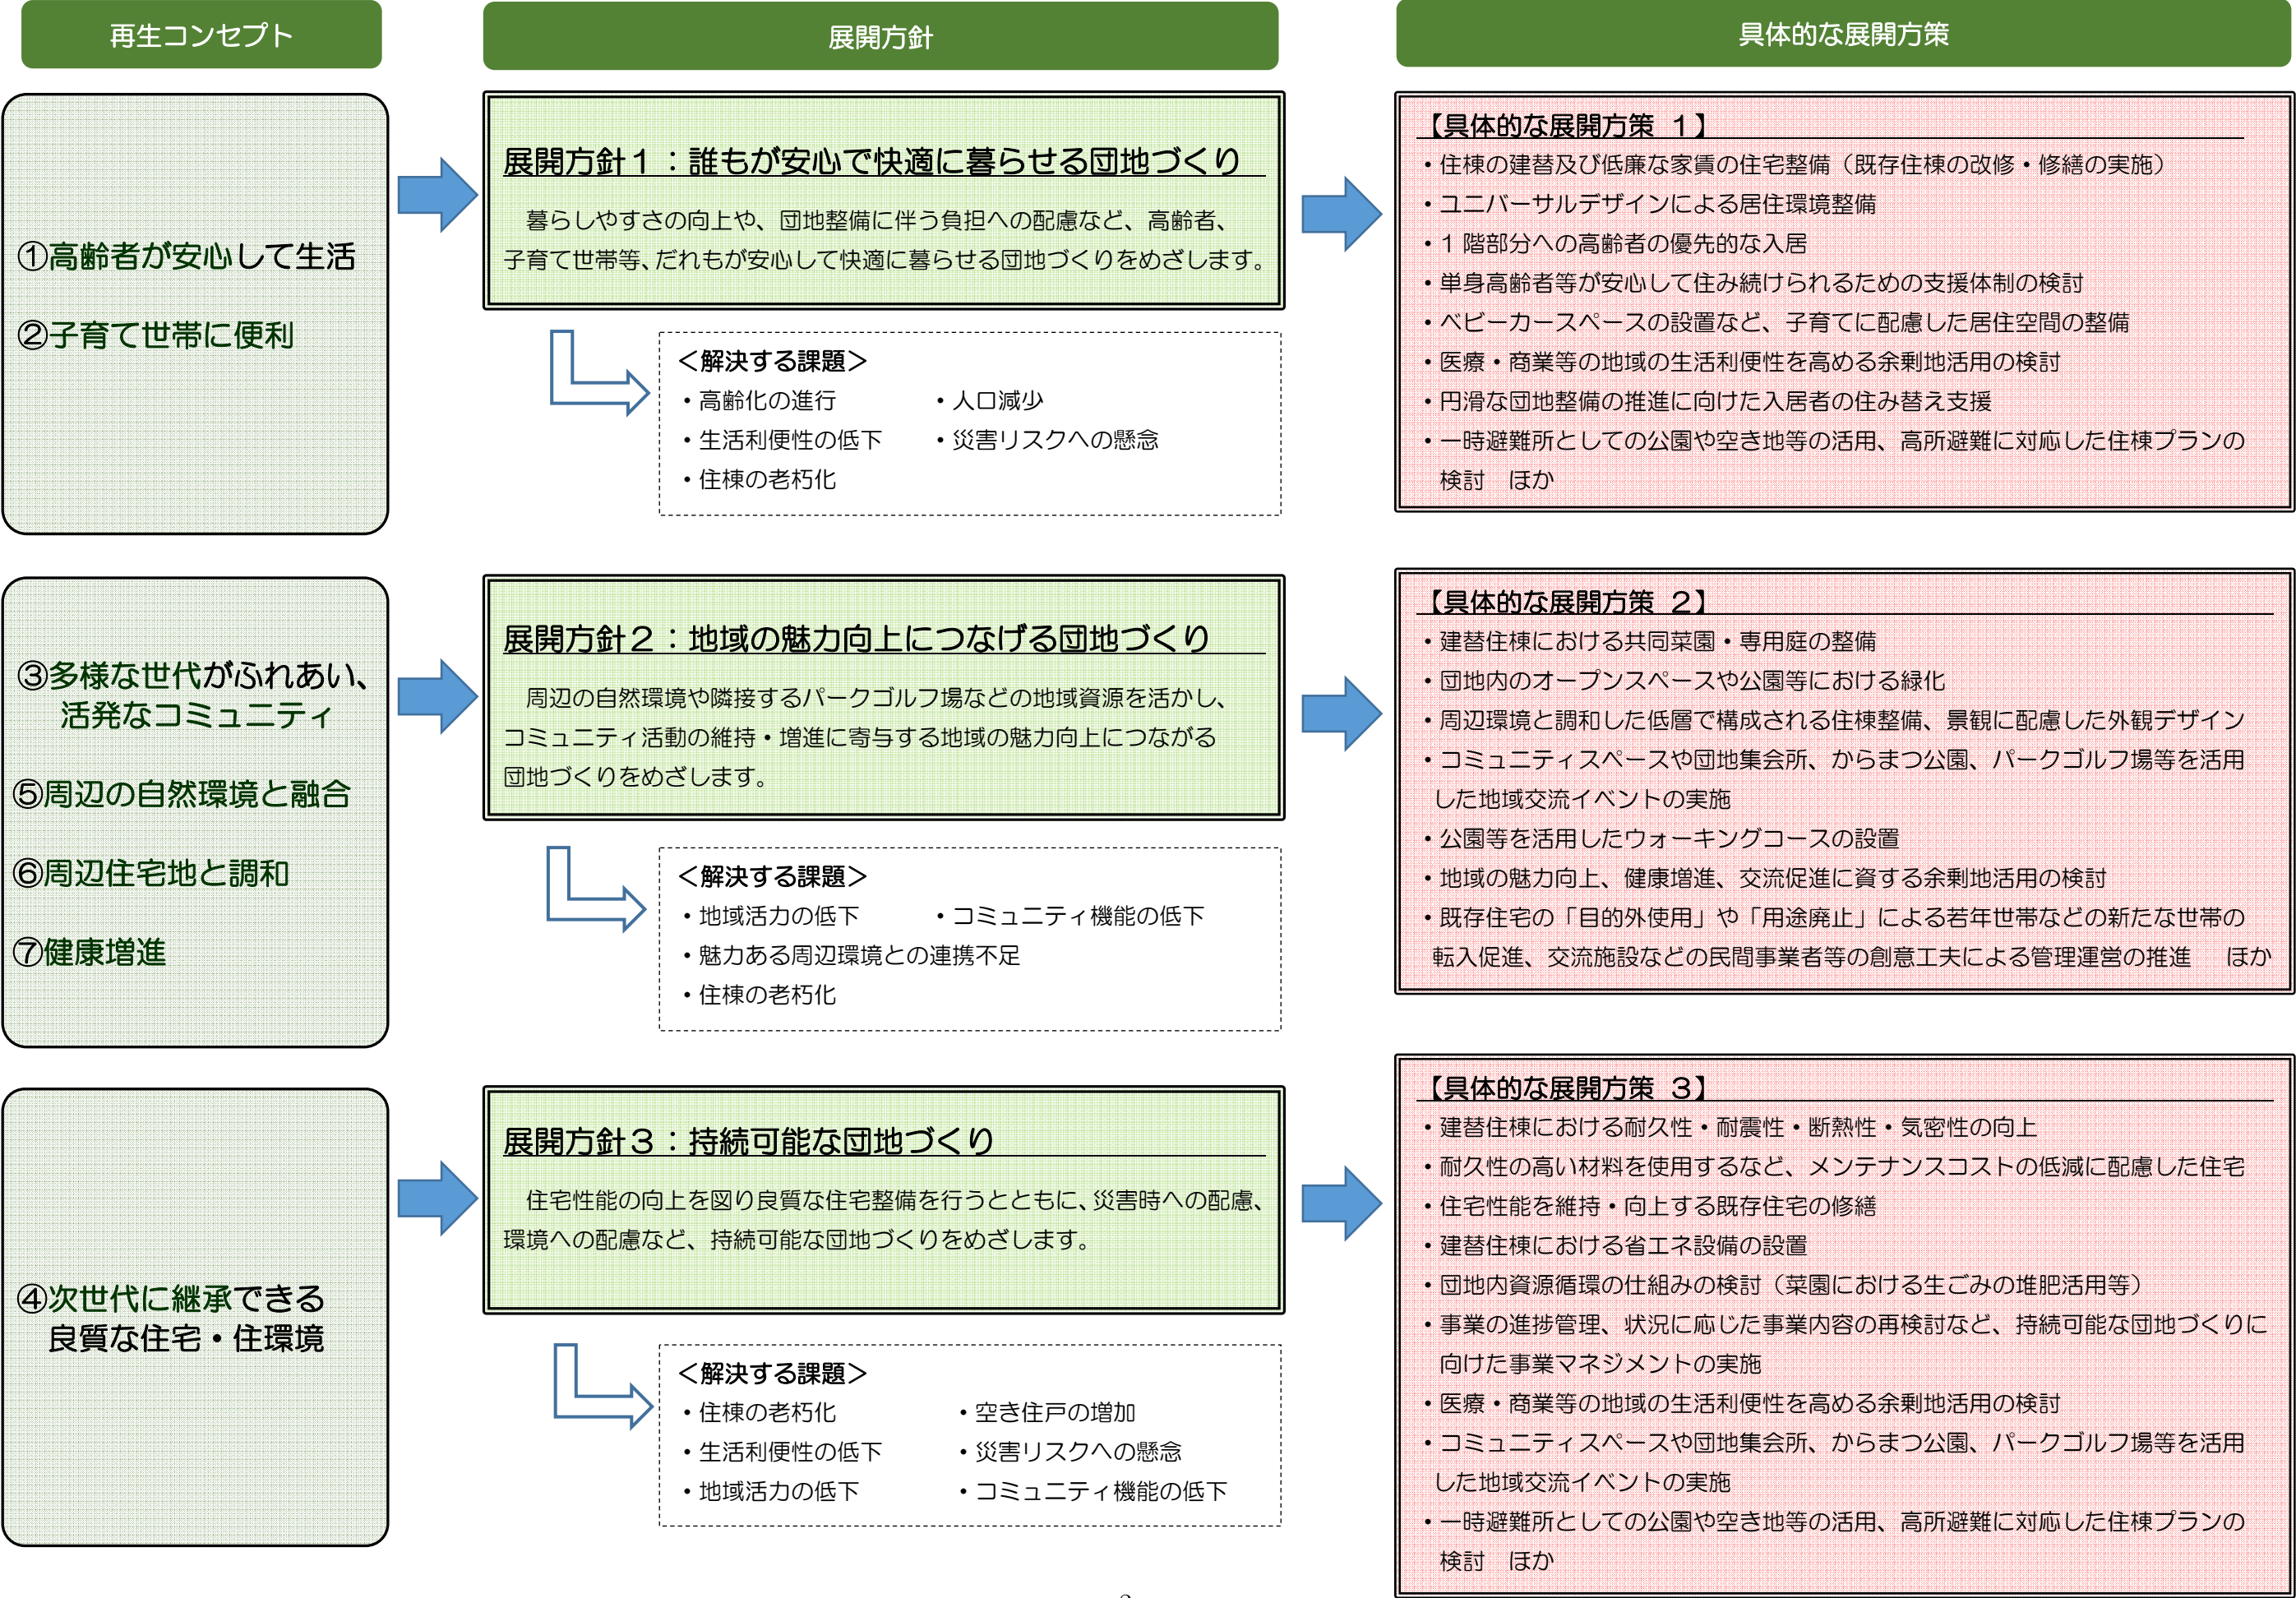 再生コンセプト
展開方針
具体的な展開方策
①高齢者が安心して生活
②子育て世帯に便利
展開方針１：誰もが安心で快適に暮らせる団地づくり
暮らしやすさの向上や、団地整備に伴う負担への配慮など、高齢者、
子育て世帯等、だれもが安心して快適に暮らせる団地づくりをめざします。
＜解決する課題＞
・高齢化の進行　・人口減少
・生活利便性の低下　・災害リスクへの懸念
・住棟の老朽化
【具体的な展開方策 １】
・住棟の建替及び低廉な家賃の住宅整備（既存住棟の改修・修繕の実施）
・ユニバーサルデザインによる居住環境整備
・1 階部分への高齢者の優先的な入居
・単身高齢者等が安心して住み続けられるための支援体制の検討
・ベビーカースペースの設置など、子育てに配慮した居住空間の整備
・医療・商業等の地域の生活利便性を高める余剰地活用の検討
・円滑な団地整備の推進に向けた入居者の住み替え支援
・一時避難所としての公園や空き地等の活用、高所避難に対応した住棟プランの
検討　ほか
③多様な世代がふれあい、
活発なコミュニティ
⑤周辺の自然環境と融合
⑥周辺住宅地と調和
⑦健康増進
展開方針２：地域の魅力向上につなげる団地づくり
周辺の自然環境や隣接するパークゴルフ場などの地域資源を活かし、
コミュニティ活動の維持・増進に寄与する地域の魅力向上につながる
団地づくりをめざします。
＜解決する課題＞
・地域活力の低下　・コミュニティ機能の低下
・魅力ある周辺環境との連携不足
・住棟の老朽化
【具体的な展開方策 ２】
・建替住棟における共同菜園・専用庭の整備
・団地内のオープンスペースや公園等における緑化
・周辺環境と調和した低層で構成される住棟整備、景観に配慮した外観デザイン
・コミュニティスペースや団地集会所、からまつ公園、パークゴルフ場等を活用
した地域交流イベントの実施
・公園等を活用したウォーキングコースの設置
・地域の魅力向上、健康増進、交流促進に資する余剰地活用の検討
・既存住宅の「目的外使用」や「用途廃止」による若年世帯などの新たな世帯の
転入促進、交流施設などの民間事業者等の創意工夫による管理運営の推進　ほか
④次世代に継承できる
良質な住宅・住環境
展開方針３：持続可能な団地づくり
住宅性能の向上を図り良質な住宅整備を行うとともに、災害時への配慮、
環境への配慮など、持続可能な団地づくりをめざします。
＜解決する課題＞
・住棟の老朽化　・空き住戸の増加
・生活利便性の低下　・災害リスクへの懸念
・地域活力の低下　・コミュニティ機能の低下
【具体的な展開方策 ３】
・建替住棟における耐久性・耐震性・断熱性・気密性の向上
・耐久性の高い材料を使用するなど、メンテナンスコストの低減に配慮した住宅
・住宅性能を維持・向上する既存住宅の修繕
・建替住棟における省エネ設備の設置
・団地内資源循環の仕組みの検討（菜園における生ごみの堆肥活用等）
・事業の進捗管理、状況に応じた事業内容の再検討など、持続可能な団地づくりに
向けた事業マネジメントの実施
・医療・商業等の地域の生活利便性を高める余剰地活用の検討
・コミュニティスペースや団地集会所、からまつ公園、パークゴルフ場等を活用
した地域交流イベントの実施
・一時避難所としての公園や空き地等の活用、高所避難に対応した住棟プランの
検討　ほか